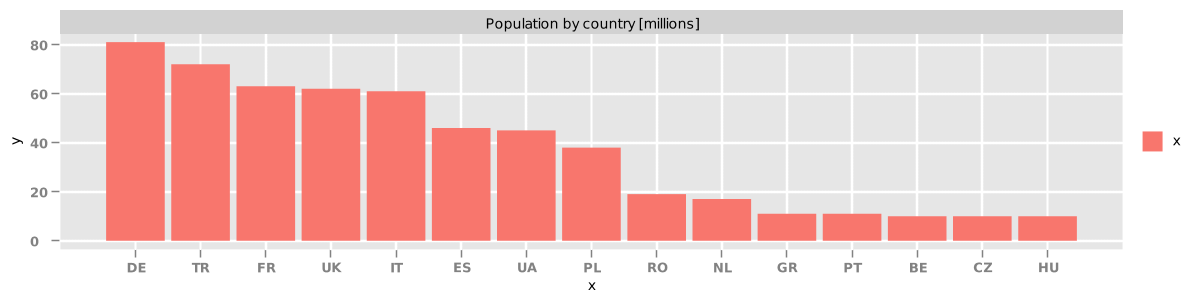 Population by country [millions]
y
80
60
40
20
0
DE TR FR UK IT ES UA PL RO NL GR PT BE CZ HU
x
x